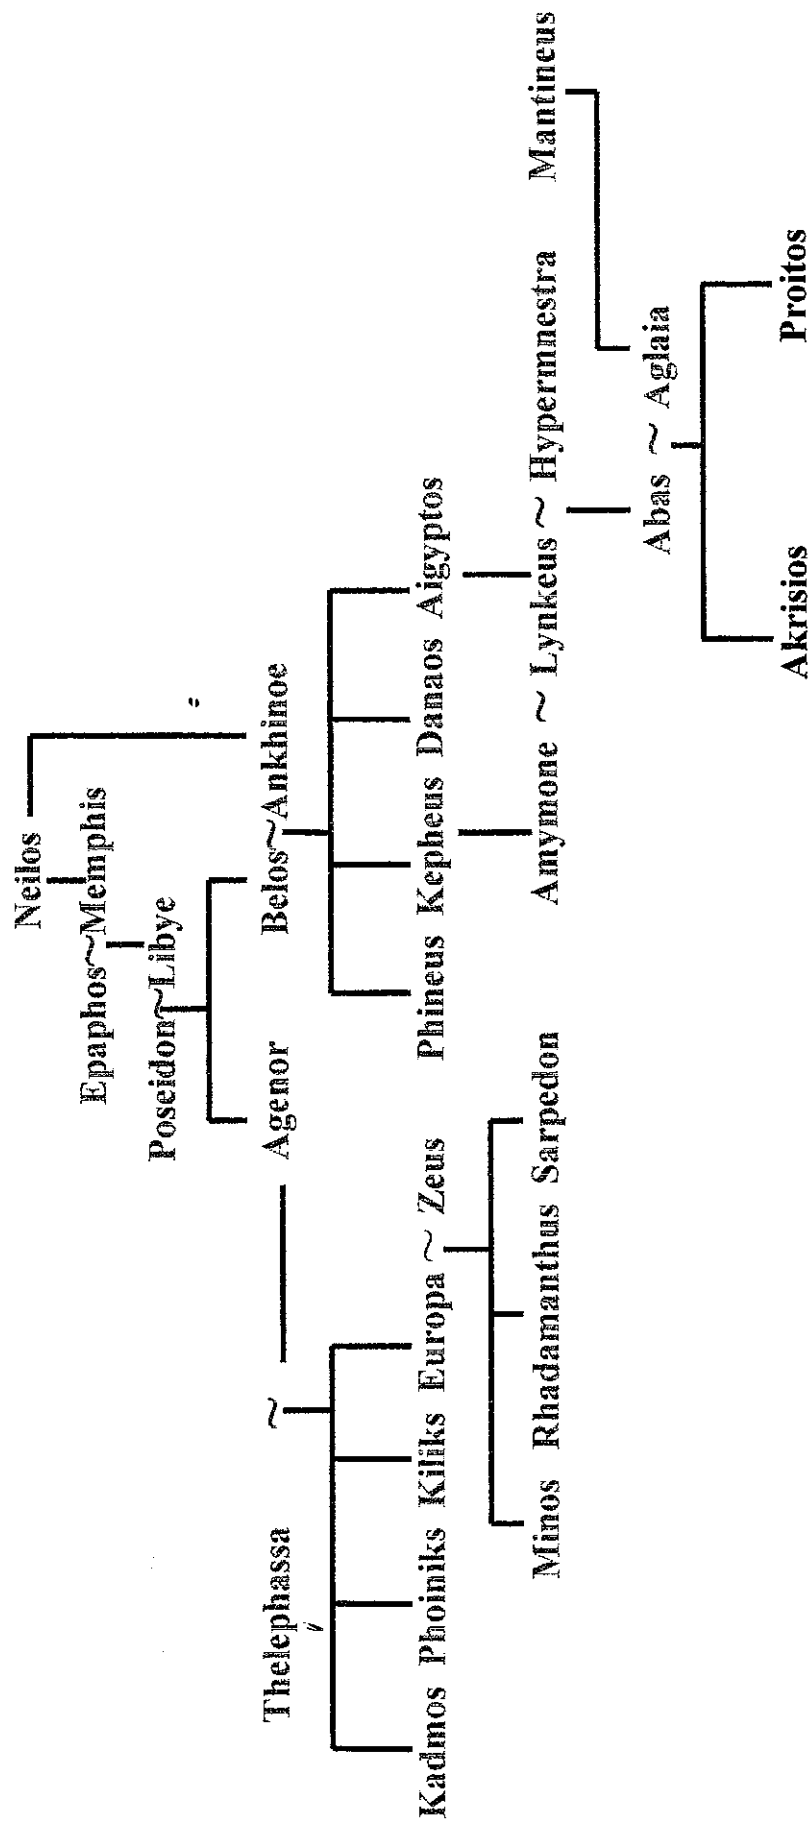 Neilos
Epaphos ~ Memphis
Poseidon ~ Libye
Thelephassa ~ Agenor Belos ~ Ankhinoe
Kadmos Phoiniks Kiliks Europa ~ Zeus Phineus Kepheus Danaos Aigyptos
Minos Rhadamanthus Sarpedon Amymone ~ Lynkeus ~ Hypermnestra Mantineus
Abas ~ Aglaia
Akrisios Proitos